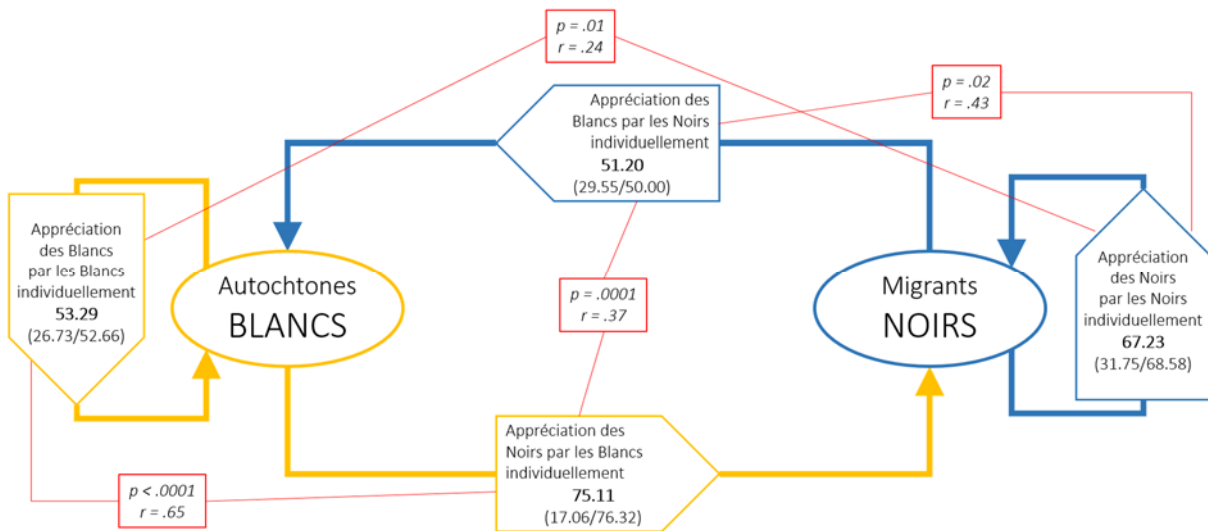 p = .01
r = .24
p = .02
r = .43
Appréciation des
Blancs par les Noirs
individuellement
51.20
(29.55/50.00)
Appréciation
des Blancs
par les Blancs
individuellement
53.29
(26.73/52.66)
Autochtones
BLANCS
p = .0001
r = .37
Migrants
NOIRS
Appréciation
des Noirs
par les Noirs
individuellement
67.23
(31.75/68.58)
Appréciation des
Noirs par les Blancs
individuellement
75.11
(17.06/76.32)
p < .0001
r = .65